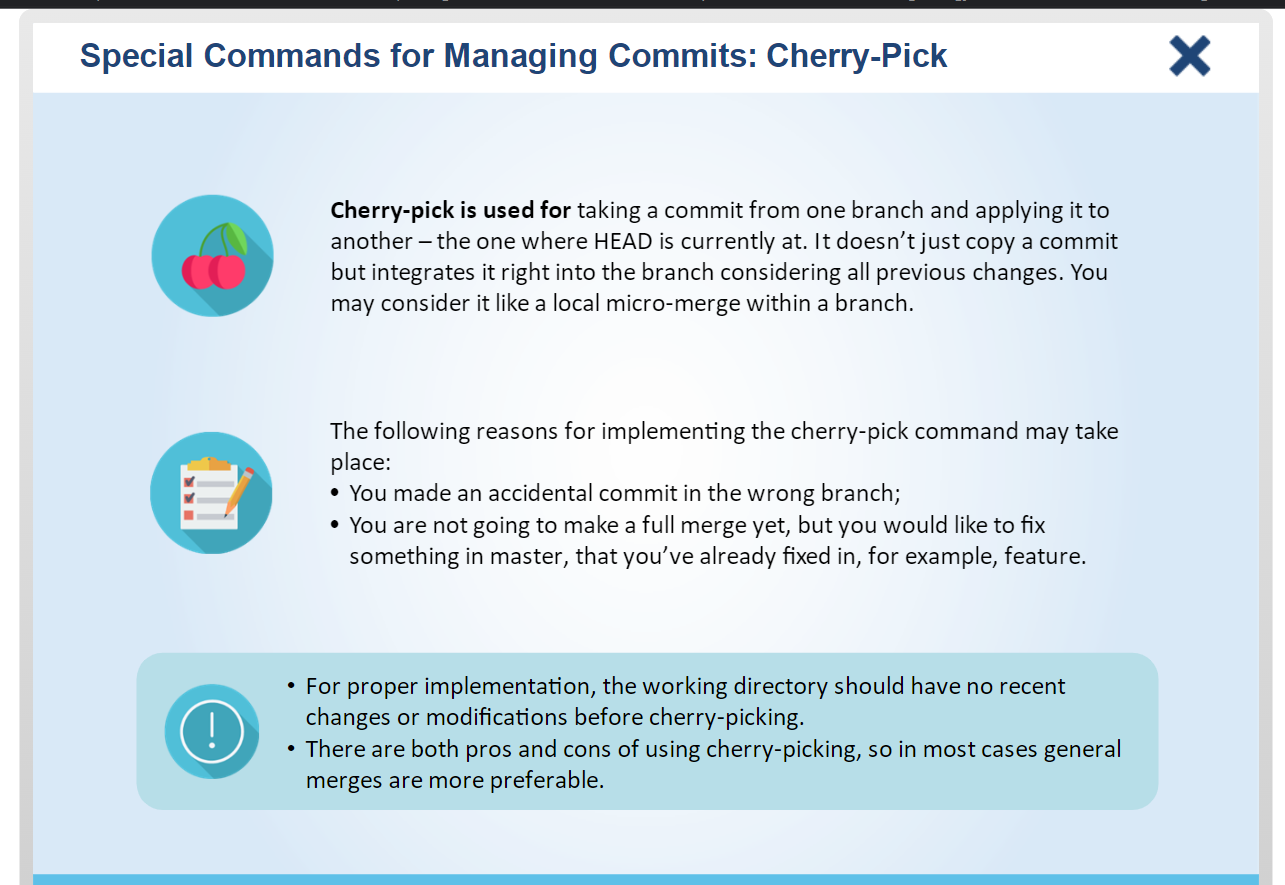 Special Commands for Managing Commits: Cherry-Pick
Cherry-pick is used for taking a commit from one branch and applying it to
another – the one where HEAD is currently at. It doesn’t just copy a commit
but integrates it right into the branch considering all previous changes. You
may consider it like a local micro-merge within a branch.
The following reasons for implementing the cherry-pick command may take
place:
• You made an accidental commit in the wrong branch;
• You are not going to make a full merge yet, but you would like to fix
something in master, that you’ve already fixed in, for example, feature.
• For proper implementation, the working directory should have no recent
changes or modifications before cherry-picking.
• There are both pros and cons of using cherry-picking, so in most cases general
merges are more preferable.